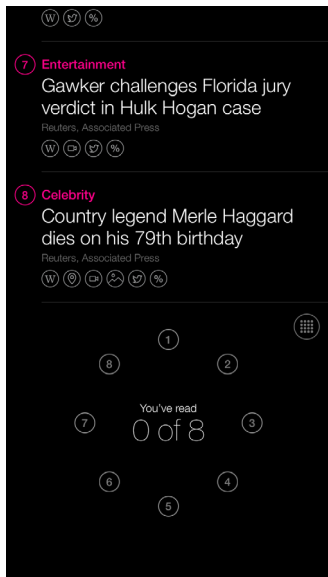 W %
7 Entertainment
Gawker challenges Florida jury
verdict in Hulk Hogan case
Reuters, Associated Press
W %
8 Celebrity
Country legend Merle Haggard
dies on his 79th birthday
Reuters, Associated Press
W %
1
8 2
You've read
7 0 of 8 3
6 4
5